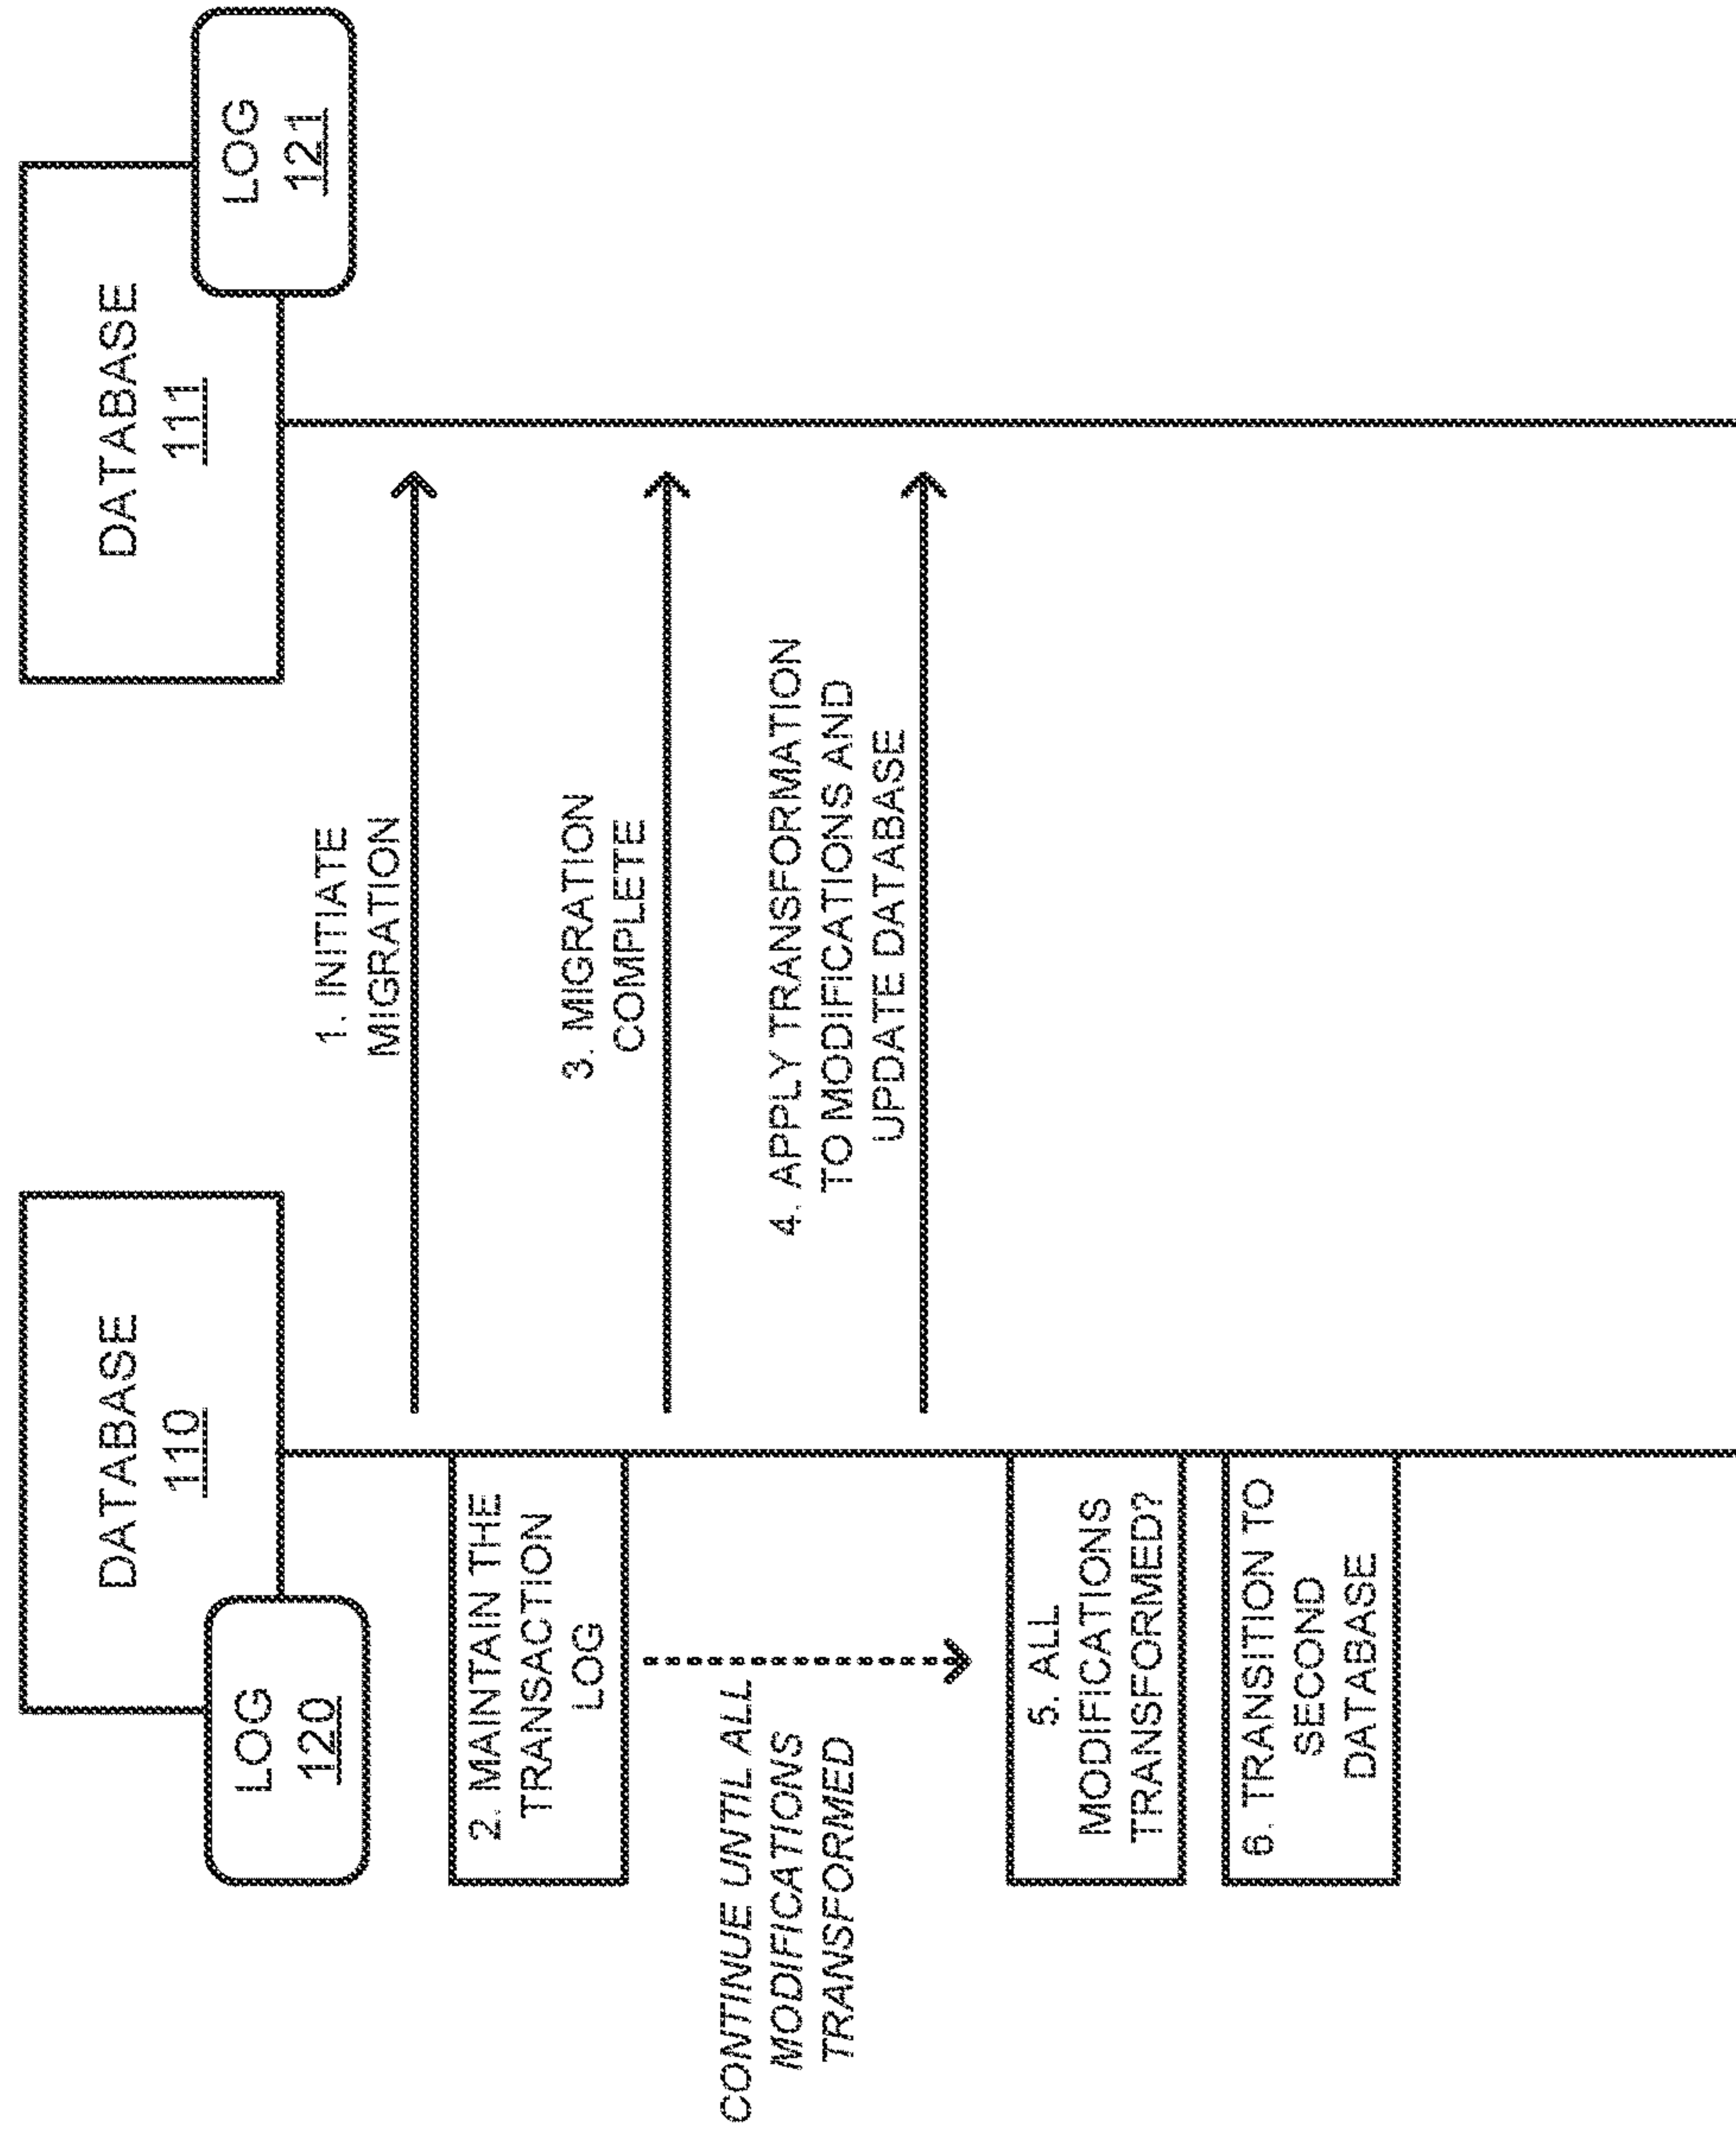 DATABASE
110
LOG
120
DATABASE
111
LOG
121
1. INITIATE
MIGRATION
2. MAINTAIN THE
TRANSACTION
LOG
3. MIGRATION
COMPLETE
CONTINUE UNTIL ALL
MODIFICATIONS
TRANSFORMED
4. APPLY TRANSFORMATION
TO MODIFICATIONS AND
UPDATE DATABASE
5. ALL
MODIFICATIONS
TRANSFORMED?
6. TRANSITION TO
SECOND
DATABASE